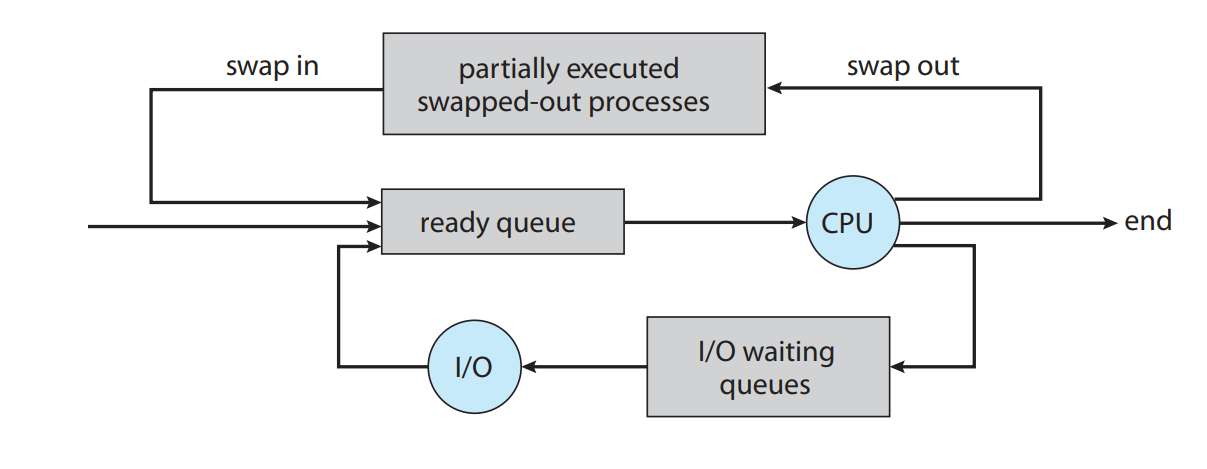 swap in
partially executed
swapped-out processes
swap out
ready queue
CPU
end
I/O
I/O waiting
queues